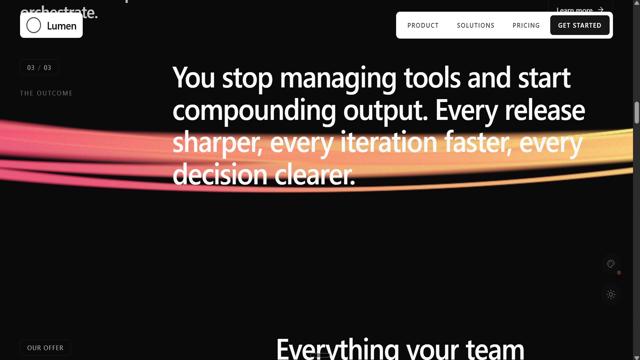 orchestrate.
Learn more
Lumen
PRODUCT
SOLUTIONS
PRICING
GET STARTED
03 / 03
THE OUTCOME
You stop managing tools and start
compounding output. Every release
sharper, every iteration faster, every
decision clearer.
OUR OFFER
Everything your team